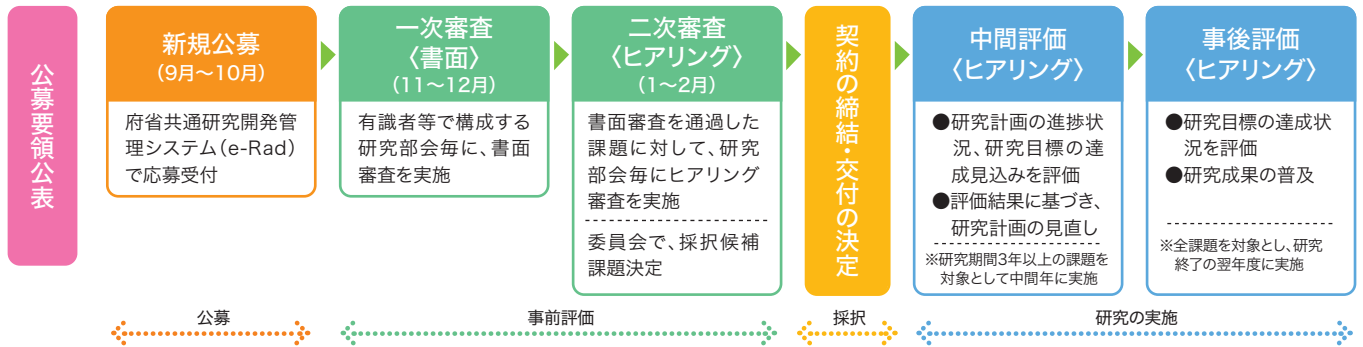 公募要領公表
新規公募
（9月～10月）
府省共通研究開発管
理システム（e-Rad）
で応募受付
一次審査
〈書面〉
（11～12月）
有識者等で構成する
研究部会毎に、書面
審査を実施
二次審査
〈ヒアリング〉
（1～2月）
書面審査を通過した
課題に対して、研究
部会毎にヒアリング
審査を実施
委員会で、採択候補
課題決定
契約の締結・交付の決定
中間評価
〈ヒアリング〉
●研究計画の進捗状
況、研究目標の達
成見込みを評価
●評価結果に基づき、
研究計画の見直し
※研究期間3年以上の課題を
対象として中間年に実施
事後評価
〈ヒアリング〉
●研究目標の達成状
況を評価
●研究成果の普及
※全課題を対象とし、研究
終了の翌年度に実施
公募
事前評価
採択
研究の実施